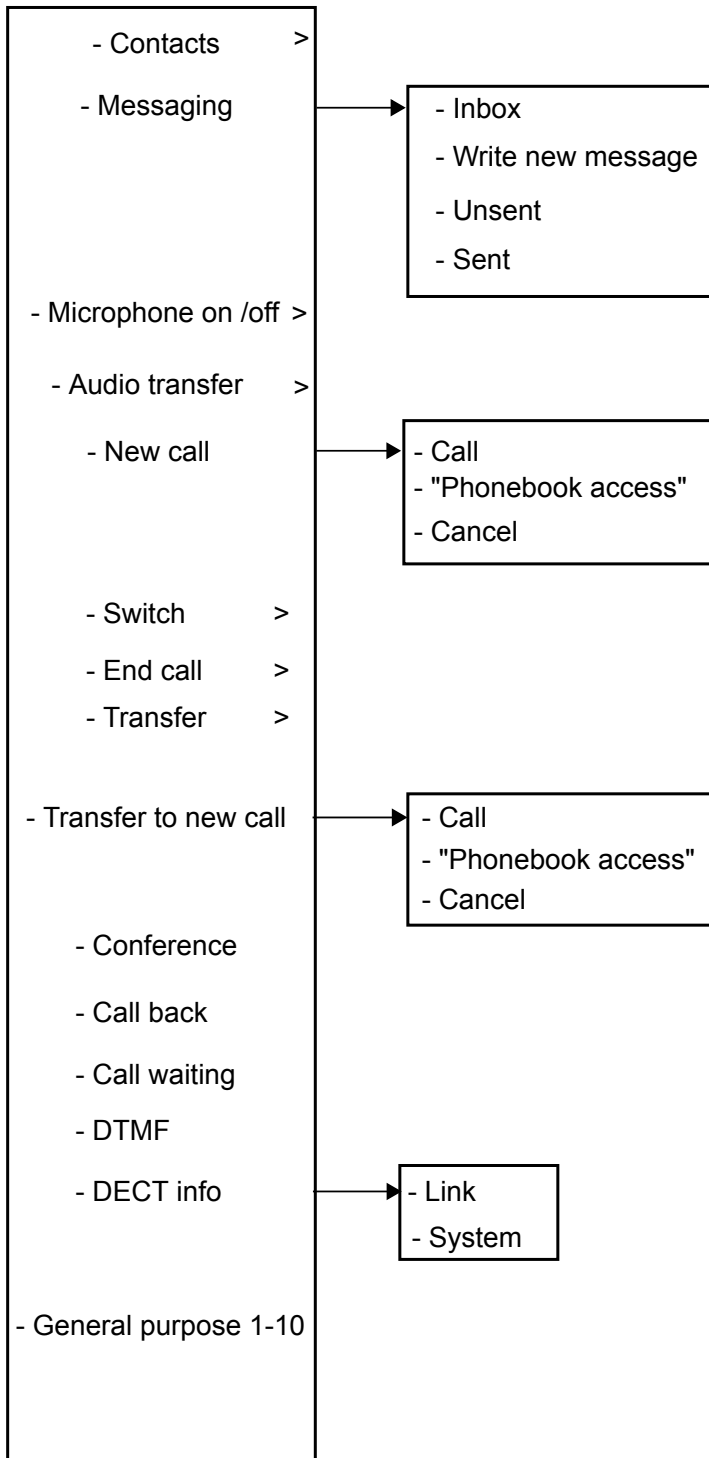 - Contacts >
- Messaging
- Inbox
- Write new message
- Unsent
- Sent
- Microphone on /off >
- Audio transfer >
- New call
- Call
- "Phonebook access"
- Cancel
- Switch >
- End call >
- Transfer >
- Transfer to new call
- Call
- "Phonebook access"
- Cancel
- Conference
- Call back
- Call waiting
- DTMF
- DECT info
- Link
- System
- General purpose 1-10